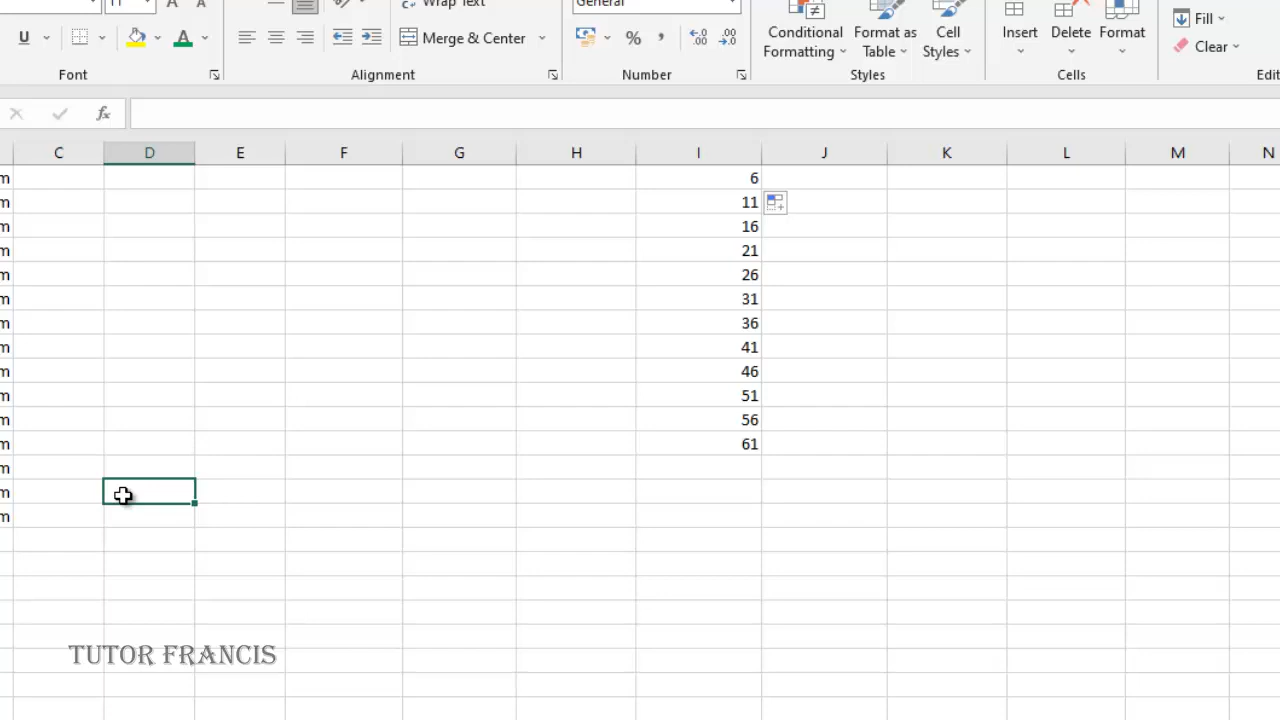 11
Wrap Text
General
U
A
Merge & Center
%
,
Conditional Formatting
Format as Table
Cell Styles
Insert
Delete
Format
Fill
Clear
Font
Alignment
Number
Styles
Cells
Edit
fx
C D E F G H I J K L M N
m 6
m 11
m 16
m 21
m 26
m 31
m 36
m 41
m 46
m 51
m 56
m 61
m
m
m
TUTOR FRANCIS